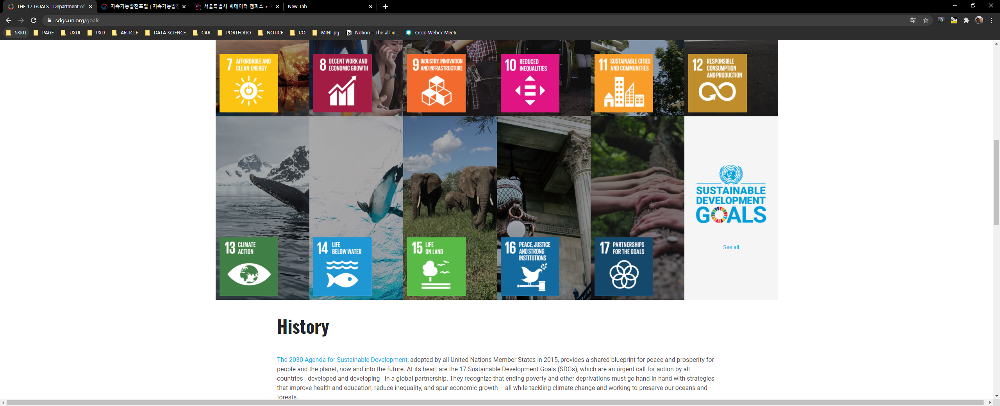 THE 17 GOALS | Department of
지속가능발전포털 | 지속가능발전
서울특별시 빅데이터 캠퍼스 >
New Tab
sdgs.un.org/goals
SKKU
PAGE
UXUI
PXD
ARTICLE
DATA SCIENCE
CAR
PORTFOLIO
NOTICE
CO
MINI_prj
Notion – The all-in...
Cisco Webex Meeti...
7 AFFORDABLE AND
CLEAN ENERGY
8 DECENT WORK AND
ECONOMIC GROWTH
9 INDUSTRY, INNOVATION
AND INFRASTRUCTURE
10 REDUCED
INEQUALITIES
11 SUSTAINABLE CITIES
AND COMMUNITIES
12 RESPONSIBLE
CONSUMPTION
AND PRODUCTION
13 CLIMATE
ACTION
14 LIFE
BELOW WATER
15 LIFE
ON LAND
16 PEACE, JUSTICE
AND STRONG
INSTITUTIONS
17 PARTNERSHIPS
FOR THE GOALS
SUSTAINABLE
DEVELOPMENT
GOALS
See all
History
The 2030 Agenda for Sustainable Development, adopted by all United Nations Member States in 2015, provides a shared blueprint for peace and prosperity for
people and the planet, now and into the future. At its heart are the 17 Sustainable Development Goals (SDGs), which are an urgent call for action by all
countries - developed and developing - in a global partnership. They recognize that ending poverty and other deprivations must go hand-in-hand with strategies
that improve health and education, reduce inequality, and spur economic growth – all while tackling climate change and working to preserve our oceans and
forests.